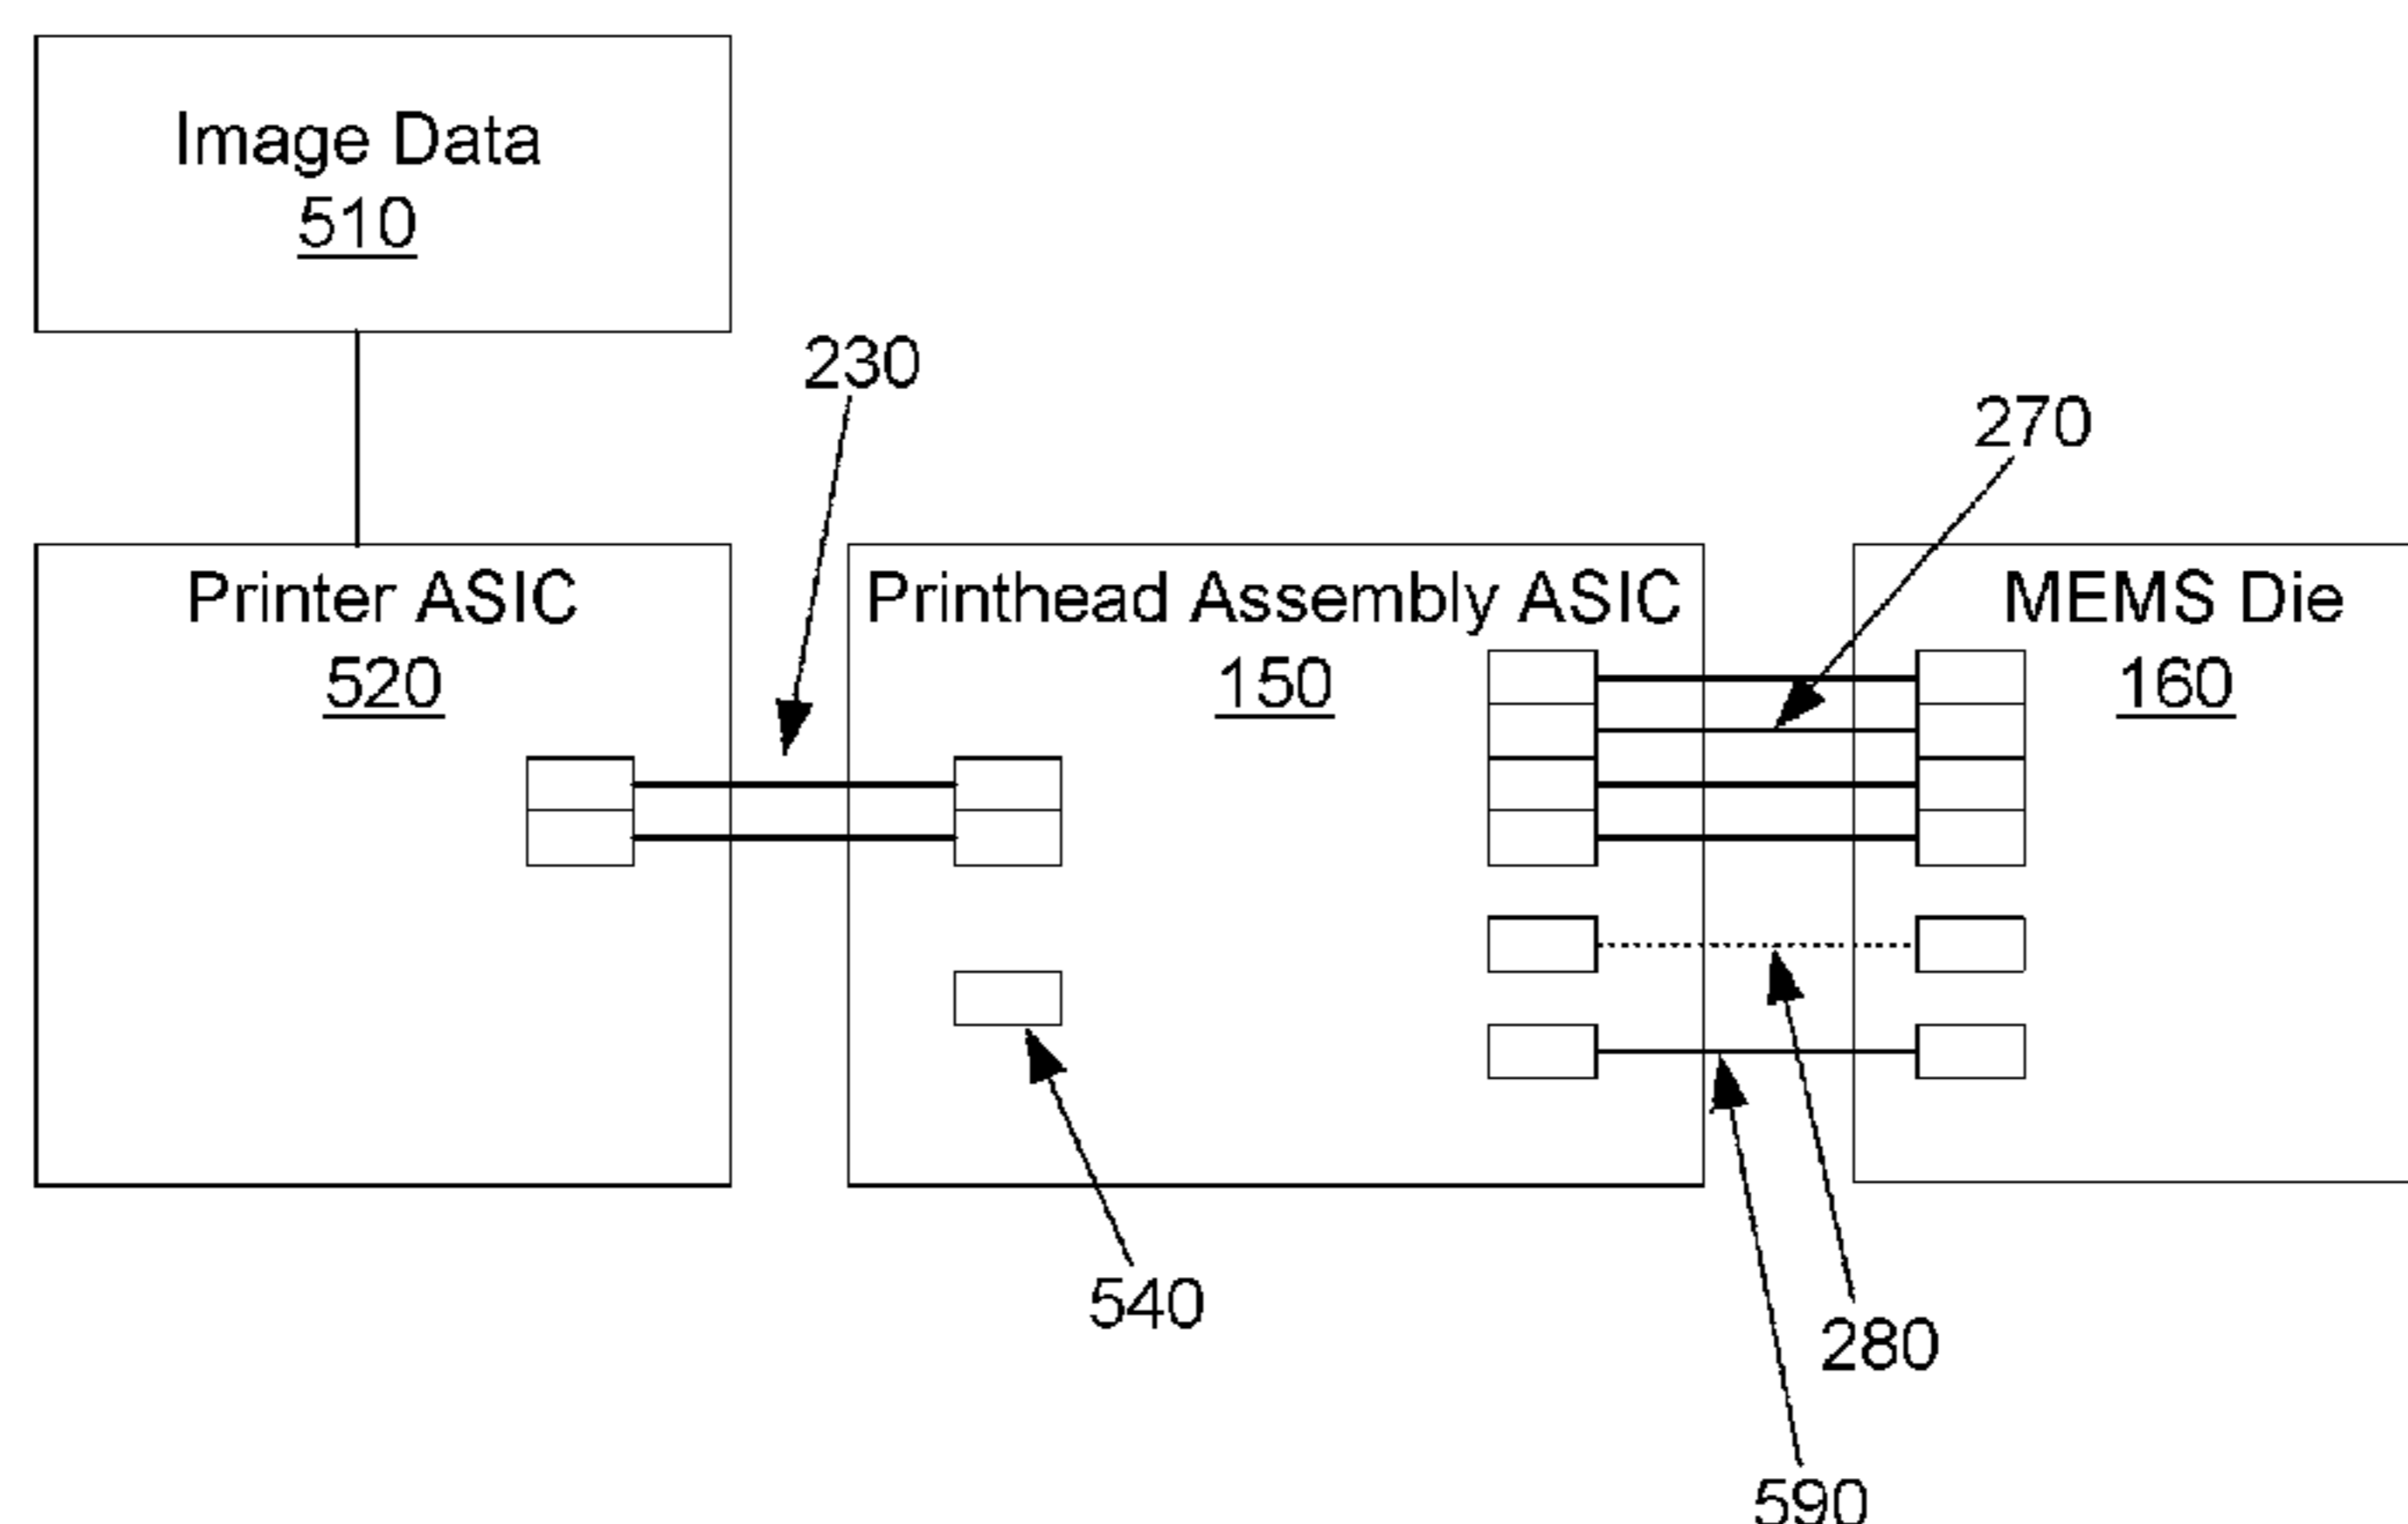 Image Data
510
230
270
Printer ASIC
520
Printhead Assembly ASIC
150
MEMS Die
160
540
280
590